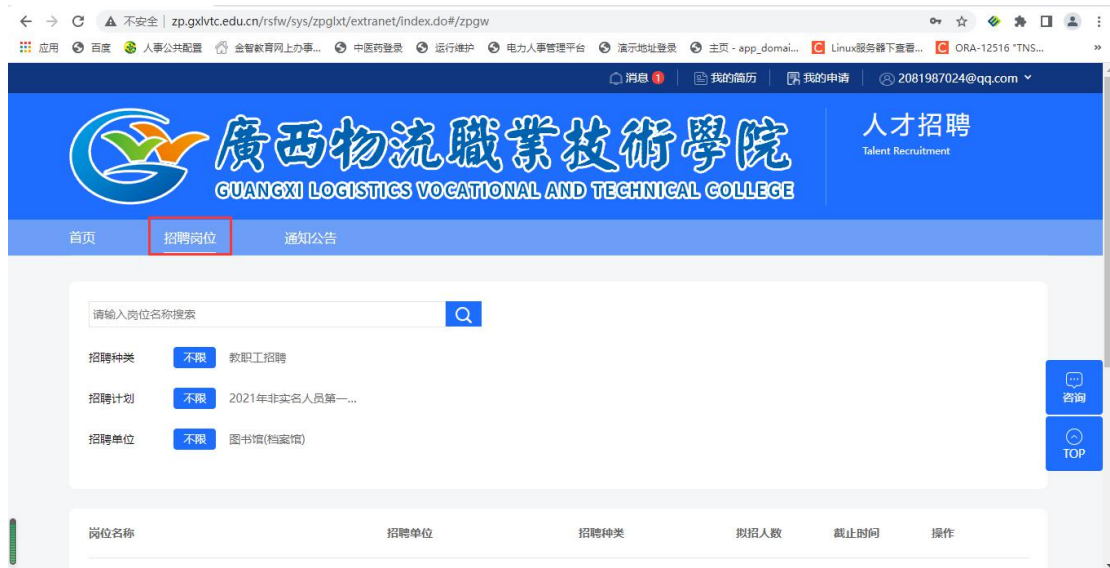 不安全 | zp.gxlvtc.edu.cn/rsfw/sys/zpglxt/extranet/index.do#/zpgw
应用 百度 人事公共配置 金智教育网上办事... 中医药登录 运行维护 电力人事管理平台 演示地址登录 主页 - app_domai... Linux服务器下查看... ORA-12516 "TNS... »
消息 1 我的简历 我的申请 2081987024@qq.com
廣西物流職業技術學院
GUANGXI LOGISTICS VOCATIONAL AND TECHNICAL COLLEGE
人才招聘
Talent Recruitment
首页 招聘岗位 通知公告
请输入岗位名称搜索
招聘种类 不限 教职工招聘
招聘计划 不限 2021年非实名人员第一...
招聘单位 不限 图书馆(档案馆)
咨询
TOP
岗位名称 招聘单位 招聘种类 拟招人数 截止时间 操作